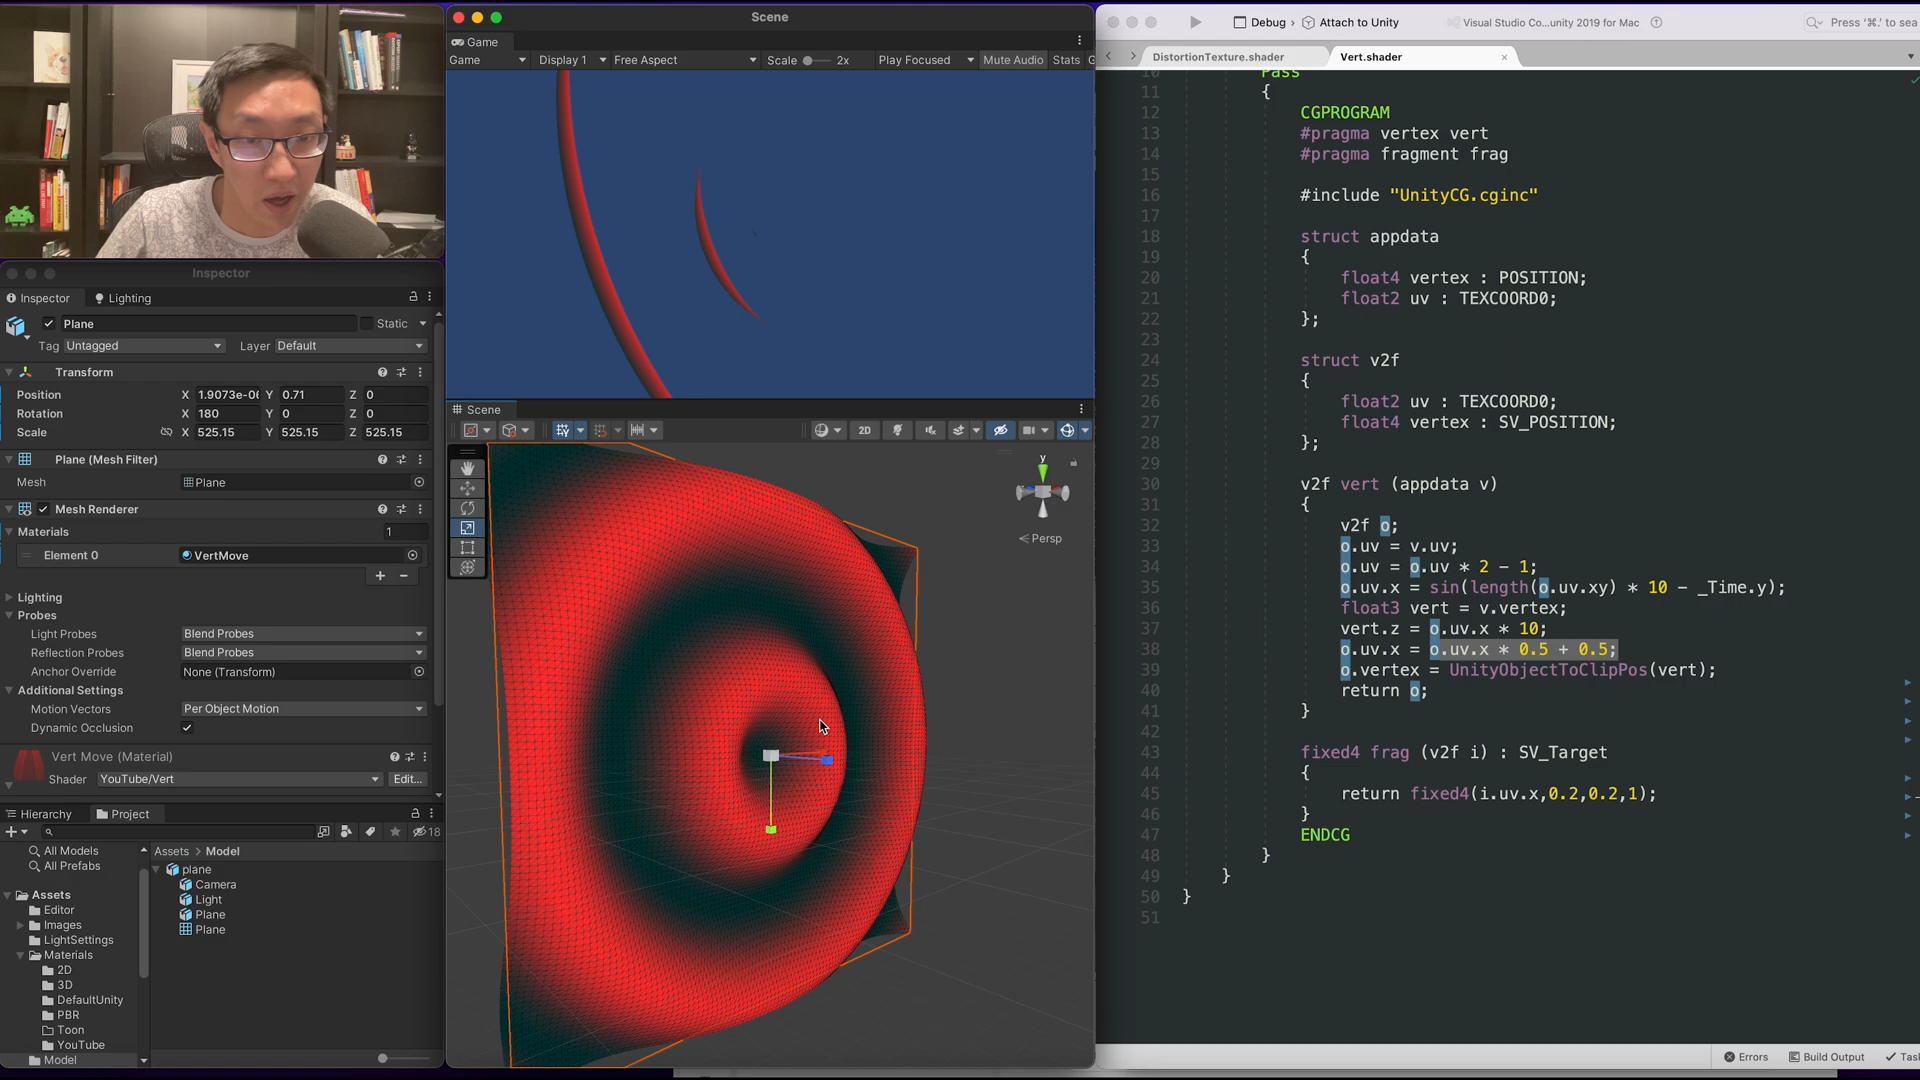 Inspector
Inspector
Lighting
Plane
Static
Tag Untagged Layer Default
Transform
Position X 1.9073e-06 Y 0.71 Z 0
Rotation X 180 Y 0 Z 0
Scale X 525.15 Y 525.15 Z 525.15
Plane (Mesh Filter)
Mesh Plane
Mesh Renderer
Materials 1
Element 0 VertMove
Lighting
Probes
Light Probes Blend Probes
Reflection Probes Blend Probes
Anchor Override None (Transform)
Additional Settings
Motion Vectors Per Object Motion
Dynamic Occlusion
Vert Move (Material)
Shader YouTube/Vert Edit...
Hierarchy Project
18
All Models
All Prefabs
Assets
Editor
Images
LightSettings
Materials
2D
3D
DefaultUnity
PBR
Toon
YouTube
Model
Assets > Model
plane
Camera
Light
Plane
Plane
Scene
Game
Game Display 1 Free Aspect Scale 2x Play Focused Mute Audio Stats G
Scene
2D
y
Persp
Debug > Attach to Unity
Visual Studio Co...unity 2019 for Mac
Press '⌘.' to sea
DistortionTexture.shader
Vert.shader
10 Pass
11 {
12 CGPROGRAM
13 #pragma vertex vert
14 #pragma fragment frag
15
16 #include "UnityCG.cginc"
17
18 struct appdata
19 {
20 float4 vertex : POSITION;
21 float2 uv : TEXCOORD0;
22 };
23
24 struct v2f
25 {
26 float2 uv : TEXCOORD0;
27 float4 vertex : SV_POSITION;
28 };
29
30 v2f vert (appdata v)
31 {
32 v2f o;
33 o.uv = v.uv;
34 o.uv = o.uv * 2 - 1;
35 o.uv.x = sin(length(o.uv.xy) * 10 - _Time.y);
36 float3 vert = v.vertex;
37 vert.z = o.uv.x * 10;
38 o.uv.x = o.uv.x * 0.5 + 0.5;
39 o.vertex = UnityObjectToClipPos(vert);
40 return o;
41 }
42
43 fixed4 frag (v2f i) : SV_Target
44 {
45 return fixed4(i.uv.x,0.2,0.2,1);
46 }
47 ENDCG
48 }
49 }
50 }
51
Errors
Build Output
Tas